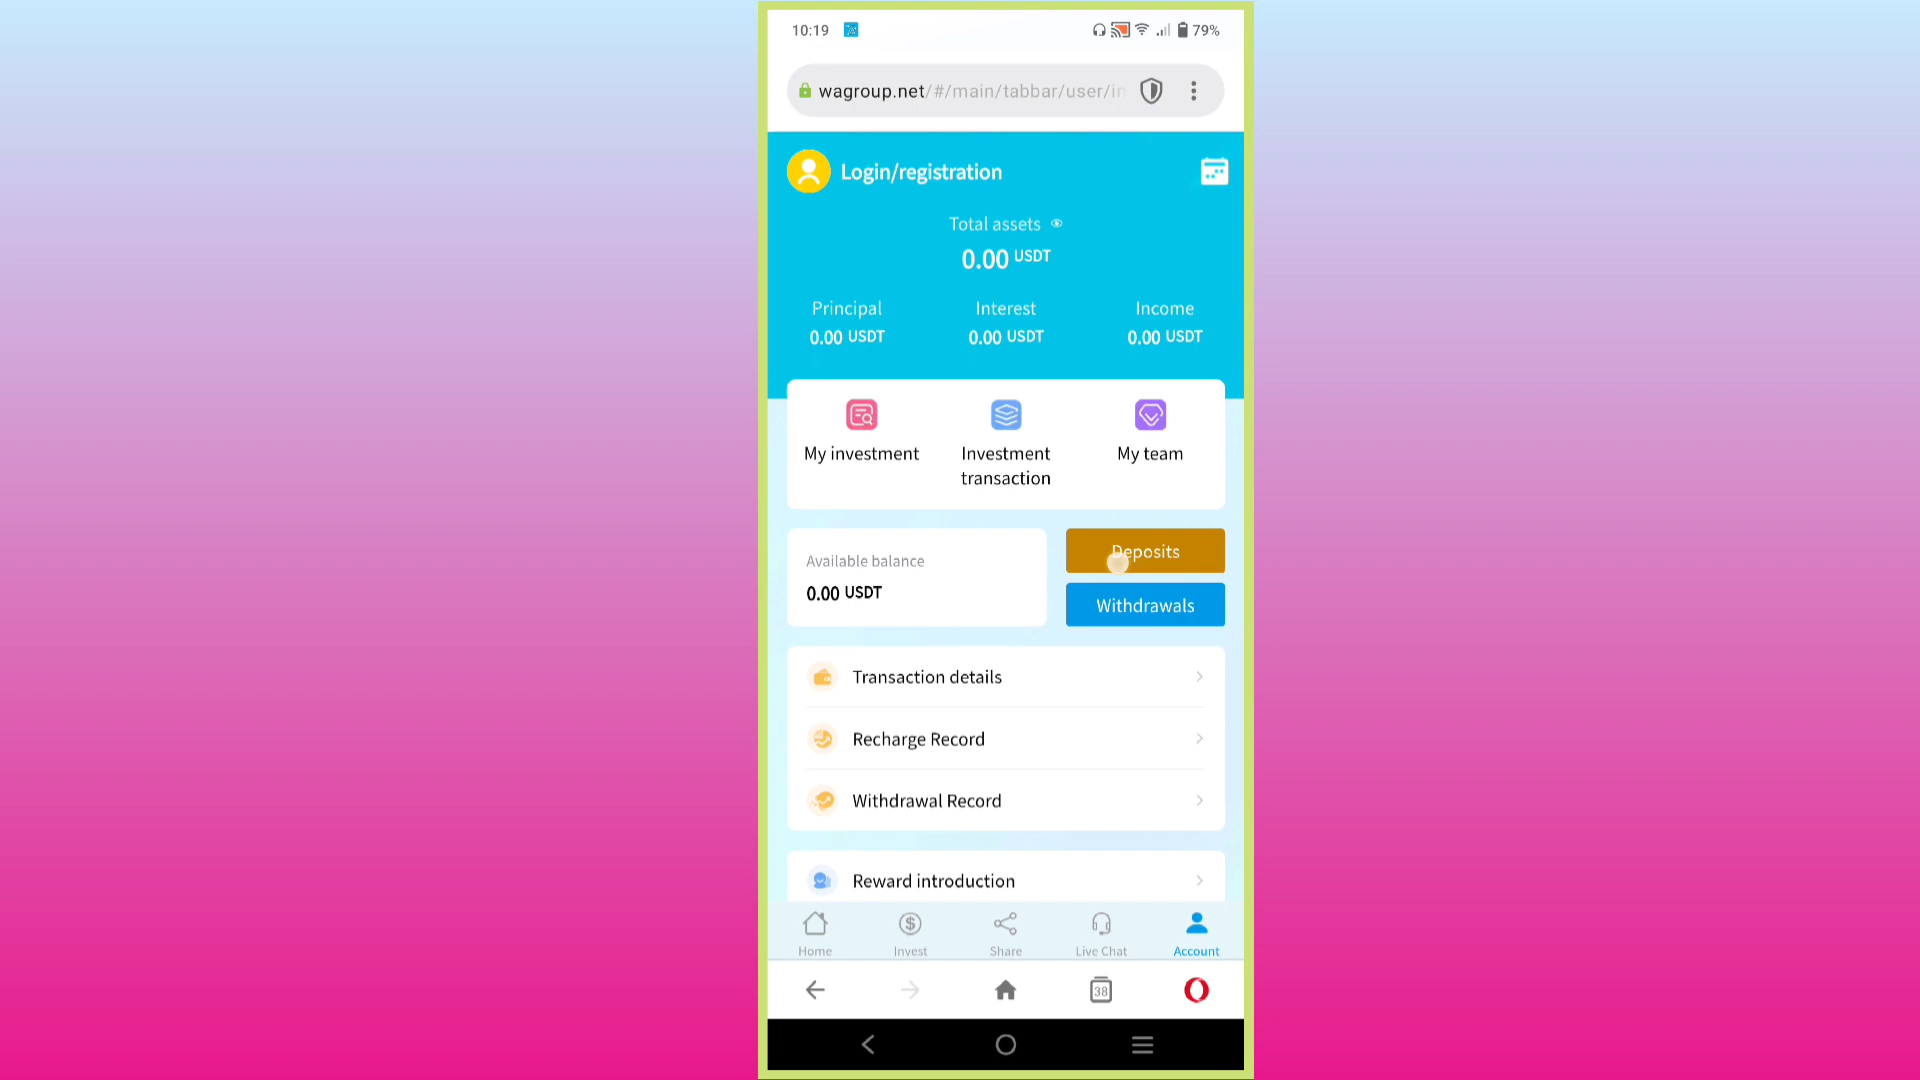 10:19 79%
wagroup.net/#/main/tabbar/user/in
Login/registration
Total assets
0.00 USDT
Principal Interest Income
0.00 USDT 0.00 USDT 0.00 USDT
My investment Investment transaction My team
Deposits
Available balance
0.00 USDT
Withdrawals
Transaction details
Recharge Record
Withdrawal Record
Reward introduction
Home Invest Share Live Chat Account
38